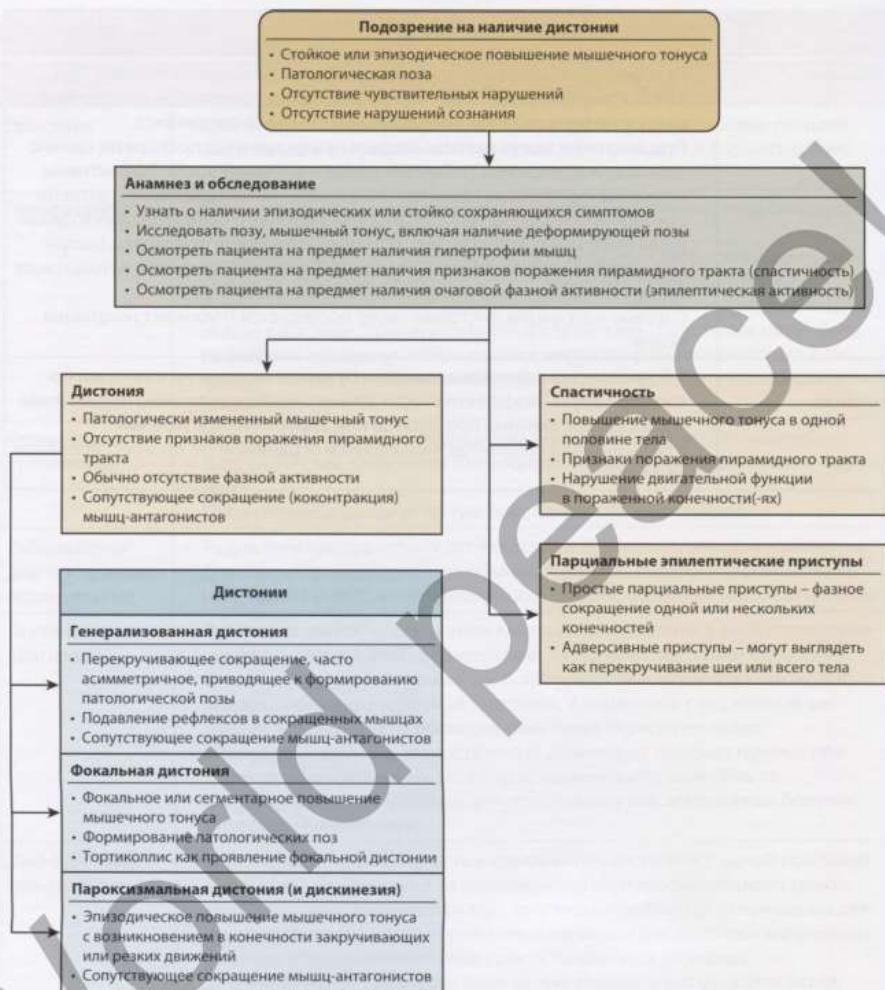 Подозрение на наличие дистонии
• Стойкое или эпизодическое повышение мышечного тонуса
• Патологическая поза
• Отсутствие чувствительных нарушений
• Отсутствие нарушений сознания
Анамнез и обследование
• Узнать о наличии эпизодических или стойко сохраняющихся симптомов
• Исследовать позу, мышечный тонус, включая наличие деформирующей позы
• Осмотреть пациента на предмет наличия гипертрофии мышц
• Осмотреть пациента на предмет наличия признаков поражения пирамидного тракта (спастичность)
• Осмотреть пациента на предмет наличия очаговой фазной активности (эпилептическая активность)
Дистония
• Патологически измененный мышечный тонус
• Отсутствие признаков поражения пирамидного
тракта
• Обычно отсутствие фазной активности
• Сопутствующее сокращение (коконтракция)
мышц-антагонистов
Спастичность
• Повышение мышечного тонуса в одной
половине тела
• Признаки поражения пирамидного тракта
• Нарушение двигательной функции
в пораженной конечности(-ях)
Парциальные эпилептические приступы
• Простые парциальные приступы – фазное
сокращение одной или нескольких
конечностей
• Адверсивные приступы – могут выглядеть
как перекручивание шеи или всего тела
Дистонии
Генерализованная дистония
• Перекручивающее сокращение, часто
асимметричное, приводящее к формированию
патологической позы
• Подавление рефлексов в сокращенных мышцах
• Сопутствующее сокращение мышц-антагонистов
Фокальная дистония
• Фокальное или сегментарное повышение
мышечного тонуса
• Формирование патологических поз
• Тортиколлис как проявление фокальной дистонии
Пароксизмальная дистония (и дискинезия)
• Эпизодическое повышение мышечного тонуса
с возникновением в конечности закручивающих
или резких движений
• Сопутствующее сокращение мышц-антагонистов
World peace!